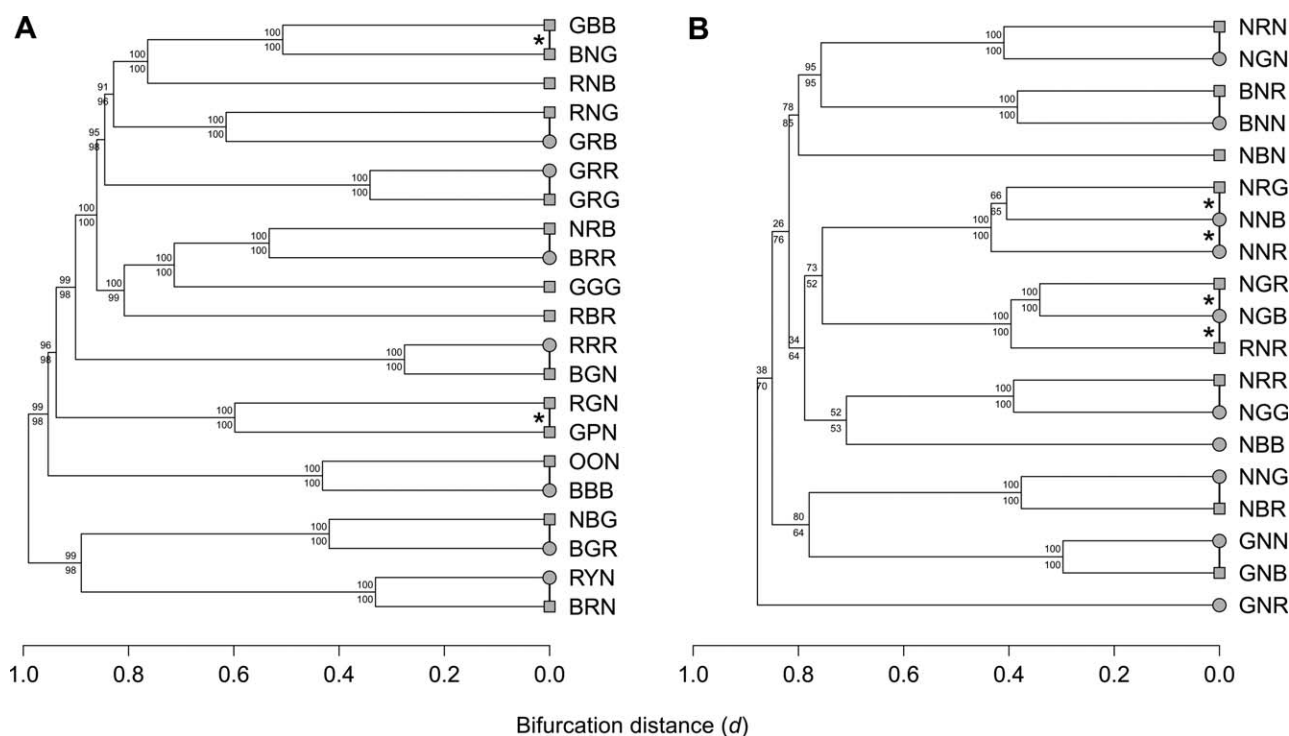 A
GBB
BNG
RNB
RNG
GRB
GRR
GRG
NRB
BRR
GGG
RBR
RRR
BGN
RGN
GPN
OON
BBB
NBG
BGR
RYN
BRN
100
100
*
100
100
91
96
100
100
95
98
100
100
100
100
100
100
100
100
100
99
99
98
100
100
96
98
100
100
*
99
98
100
100
100
100
99
98
100
100
1.0 0.8 0.6 0.4 0.2 0.0
B
NRN
NGN
BNR
BNN
NBN
NRG
NNB
NNR
NGR
NGB
RNR
NRR
NGG
NBB
NNG
NBR
GNN
GNB
GNR
100
100
95
95
100
100
78
85
66
65
*
100
100
*
26
76
73
52
100
100
*
100
100
*
34
64
38
70
100
100
52
53
100
100
80
64
100
100
1.0 0.8 0.6 0.4 0.2 0.0
Bifurcation distance (d)